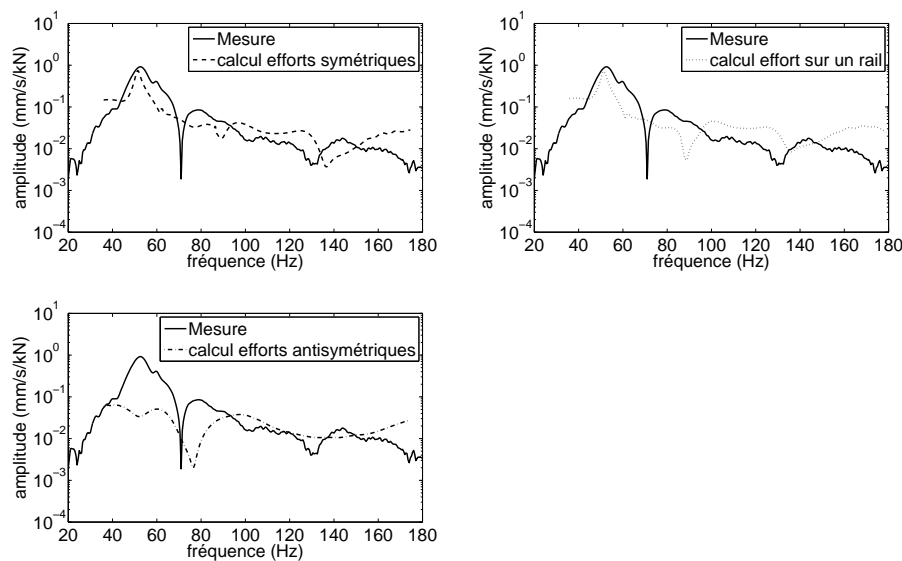 10^1
10^0
10^-1
10^-2
10^-3
10^-4
amplitude (mm/s/kN)
20 40 60 80 100 120 140 160 180
fréquence (Hz)
Mesure
calcul efforts symétriques
10^1
10^0
10^-1
10^-2
10^-3
10^-4
amplitude (mm/s/kN)
20 40 60 80 100 120 140 160 180
fréquence (Hz)
Mesure
calcul effort sur un rail
10^1
10^0
10^-1
10^-2
10^-3
10^-4
amplitude (mm/s/kN)
20 40 60 80 100 120 140 160 180
fréquence (Hz)
Mesure
calcul efforts antisymétriques